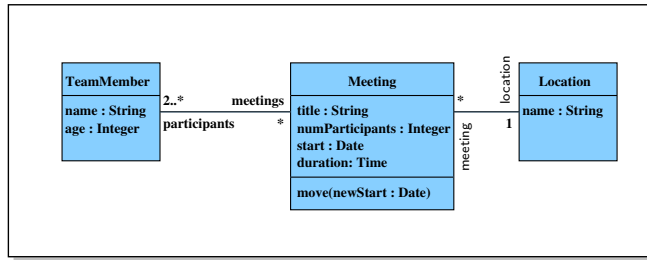 TeamMember
name : String
age : Integer
2..*
participants
meetings
*
Meeting
title : String
numParticipants : Integer
start : Date
duration: Time
move(newStart : Date)
*
meeting
location
1
Location
name : String